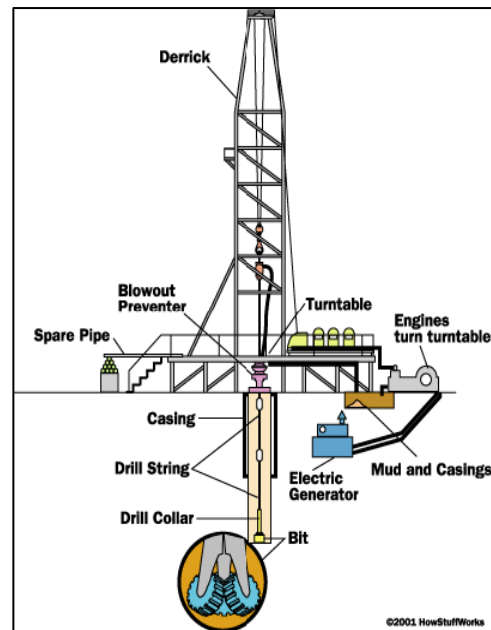 Derrick
Blowout
Preventer
Turntable
Engines
turn turntable
Spare Pipe
Casing
Drill String
Electric
Generator
Mud and Casings
Drill Collar
Bit
©2001 HowStuffWorks